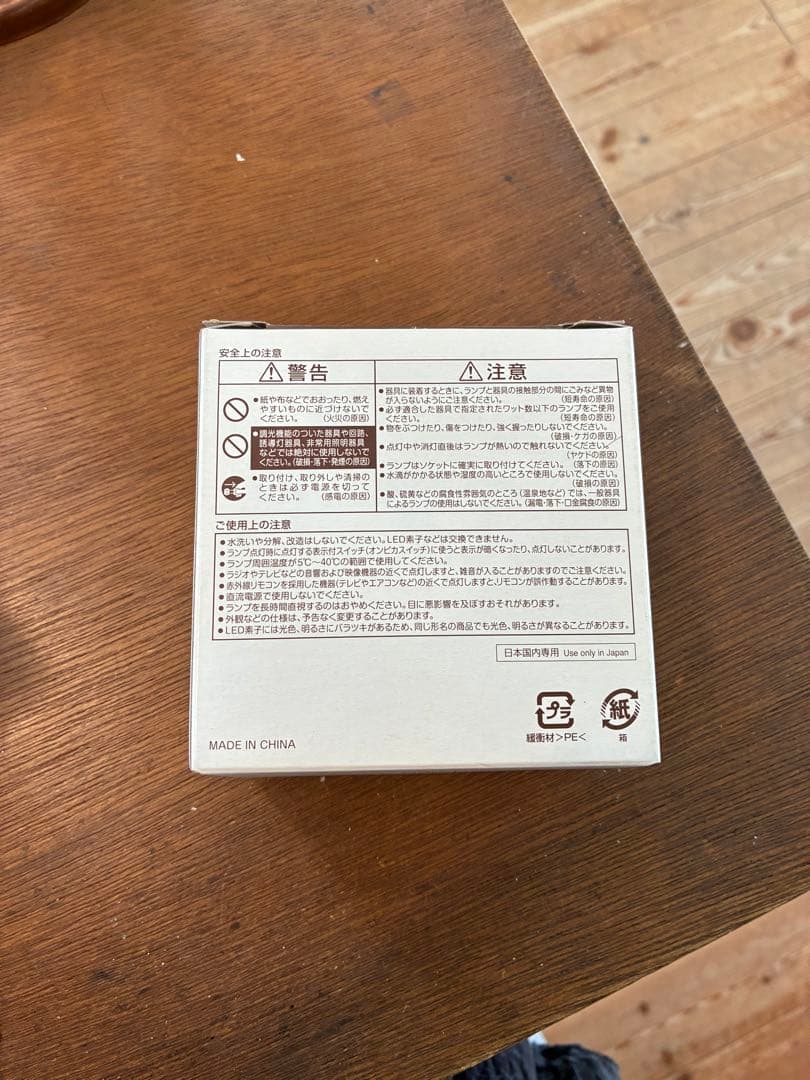 安全上の注意
警告
●紙や布などでおおったり、燃え
やすいものに近づけないで
ください。 (火災の原因)
●調光機能のついた器具や回路、
誘導灯器具、非常用照明器具
などでは絶対に使用しないで
ください。(破損・落下・発煙の原因)
●取り付け、取り外しや清掃の
ときは必ず電源を切って
ください。 (感電の原因)
注意
●器具に装着するときに、ランプと器具の接触部分の間にごみなど異物
が入らないようにご注意ください。 (短寿命の原因)
●必ず適合した器具で指定されたワット数以下のランプをご使用
ください。 (短寿命の原因)
●物をぶつけたり、傷をつけたり、強く握ったりしないでください。
(破損・ケガの原因)
●点灯中や消灯直後はランプが熱いので触れないでください。
(ヤケドの原因)
●ランプはソケットに確実に取り付けてください。 (落下の原因)
●水滴がかかる状態や湿度の高いところで使用しないでください。
(破損の原因)
●酸、硫黄などの腐食性雰囲気のところ(温泉地など)では、一般器具
によるランプの使用はしないでください。(漏電・落下・口金腐食の原因)
ご使用上の注意
●水洗いや分解、改造はしないでください。LED素子などは交換できません。
●ランプ点灯時に点灯する表示付スイッチ(オンピカスイッチ)に使うと表示が暗くなったり、点灯しないことがあります。
●ランプ周囲温度が5℃〜40℃の範囲で使用してください。
●ラジオやテレビなどの音響および映像機器の近くで点灯しますと、雑音が入ることがありますのでご注意ください。
●赤外線リモコンを採用した機器(テレビやエアコンなど)の近くで点灯しますと、リモコンが誤作動することがあります。
●直流電源で使用しないでください。
●ランプを長時間直視するのはおやめください。目に悪影響を及ぼすおそれがあります。
●外観などの仕様は、予告なく変更することがあります。
●LED素子には光色、明るさにバラツキがあるため、同じ形名の商品でも光色、明るさが異なることがあります。
日本国内専用 Use only in Japan
プラ
緩衝材>PE<
紙
箱
MADE IN CHINA